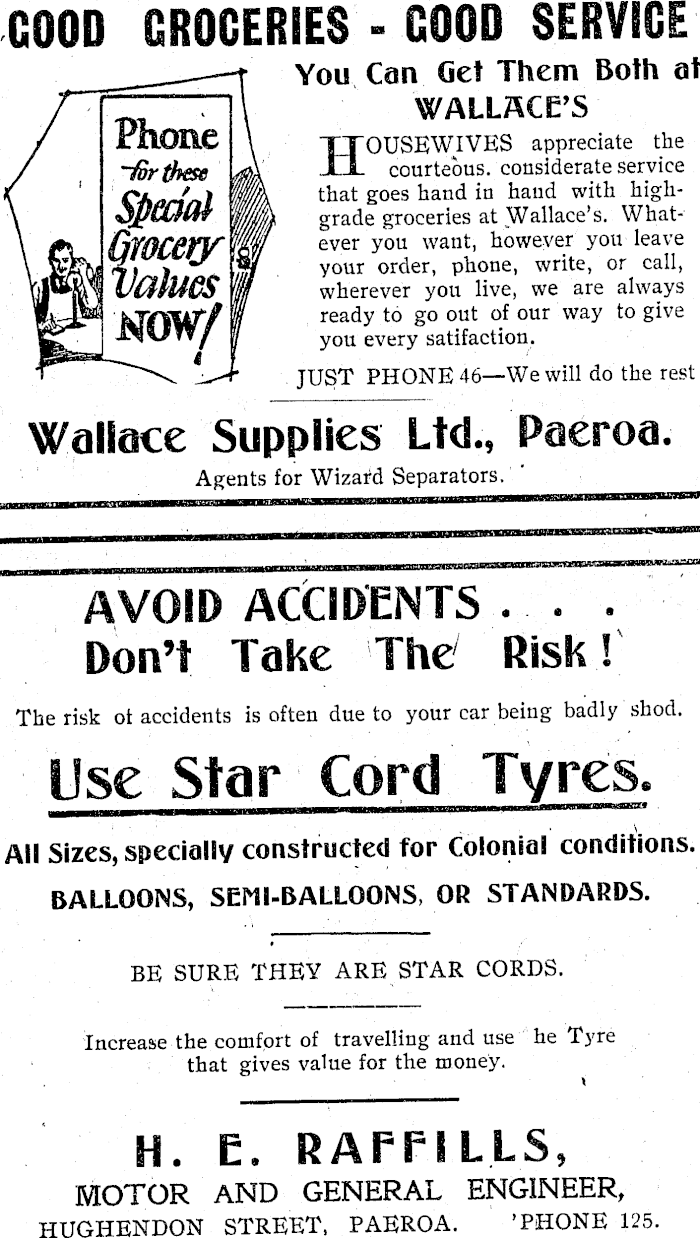 GOOD GROCERIES - GOOD SERVICE
You Can Get Them Both at
WALLACE'S
Phone
for these
Special
Grocery
Values
NOW!
HOUSEWIVES appreciate the
courteous. considerate service
that goes hand in hand with high-
grade groceries at Wallace's. What-
ever you want, however you leave
your order, phone, write, or call,
wherever you live, we are always
ready to go out of our way to give
you every satifaction.
JUST PHONE 46—We will do the rest
Wallace Supplies Ltd., Paeroa.
Agents for Wizard Separators.
AVOID ACCIDENTS . . .
Don't Take The Risk !
The risk ot accidents is often due to your car being badly shod.
Use Star Cord Tyres.
All Sizes, specially constructed for Colonial conditions.
BALLOONS, SEMI-BALLOONS, OR STANDARDS.
BE SURE THEY ARE STAR CORDS.
Increase the comfort of travelling and use he Tyre
that gives value for the money.
H. E. RAFFILLS,
MOTOR AND GENERAL ENGINEER,
HUGHENDON STREET, PAEROA. 'PHONE 125.